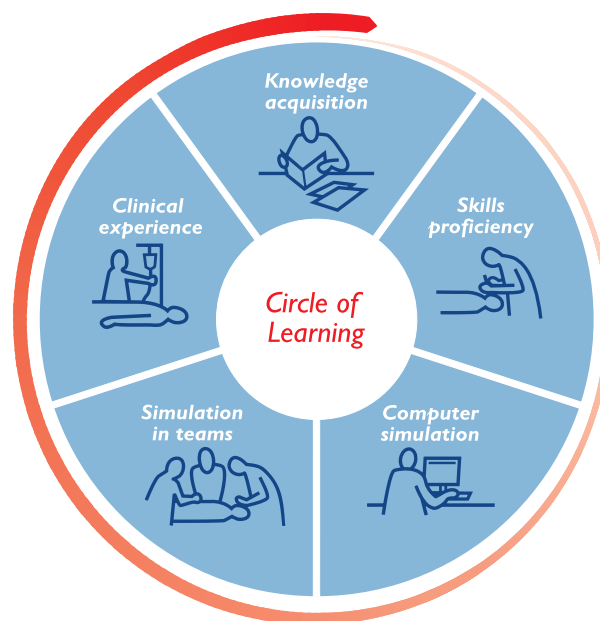 Knowledge
acquisition
Skills
proficiency
Computer
simulation
Simulation
in teams
Clinical
experience
Circle of
Learning